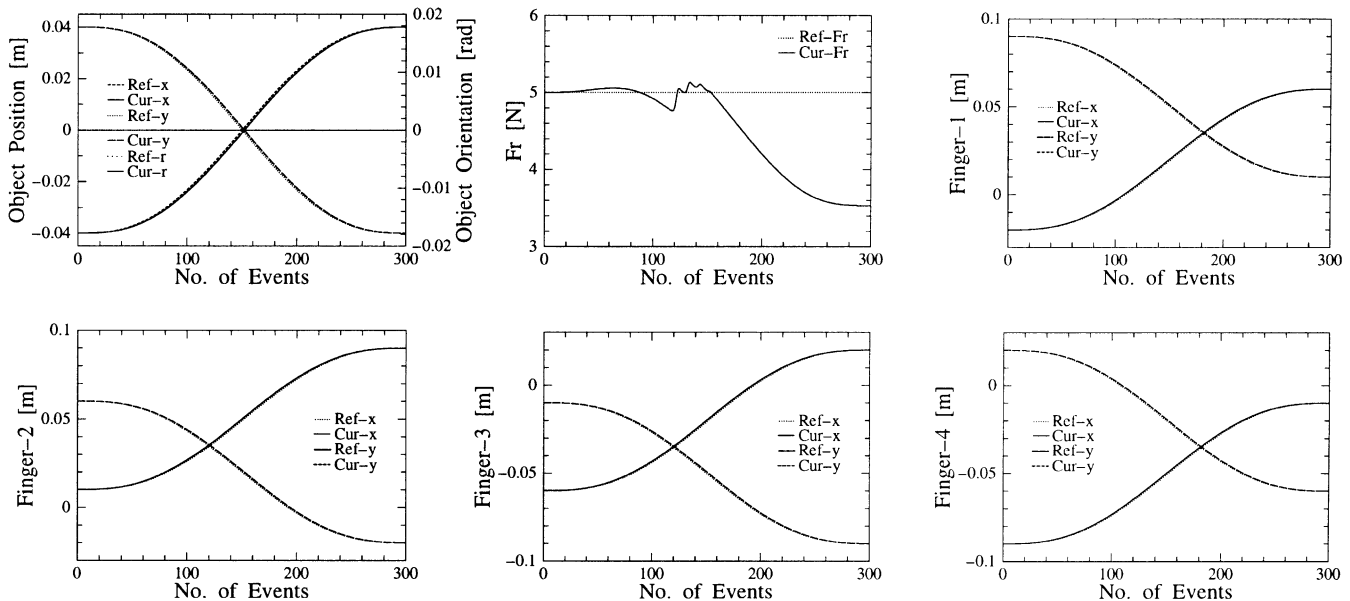 Object Position [m]
0.04
0.02
0
-0.02
-0.04
Ref-x
Cur-x
Ref-y
Cur-y
Ref-r
Cur-r
0.02
0.01
0
-0.01
-0.02
Object Orientation [rad]
0 100 200 300
No. of Events
Fr [N]
6
5
4
3
Ref-Fr
Cur-Fr
0 100 200 300
No. of Events
Finger-1 [m]
0.1
0.05
0
Ref-x
Cur-x
Ref-y
Cur-y
0 100 200 300
No. of Events
Finger-2 [m]
0.1
0.05
0
Ref-x
Cur-x
Ref-y
Cur-y
0 100 200 300
No. of Events
Finger-3 [m]
0
-0.05
-0.1
Ref-x
Cur-x
Ref-y
Cur-y
0 100 200 300
No. of Events
Finger-4 [m]
0
-0.05
-0.1
Ref-x
Cur-x
Ref-y
Cur-y
0 100 200 300
No. of Events